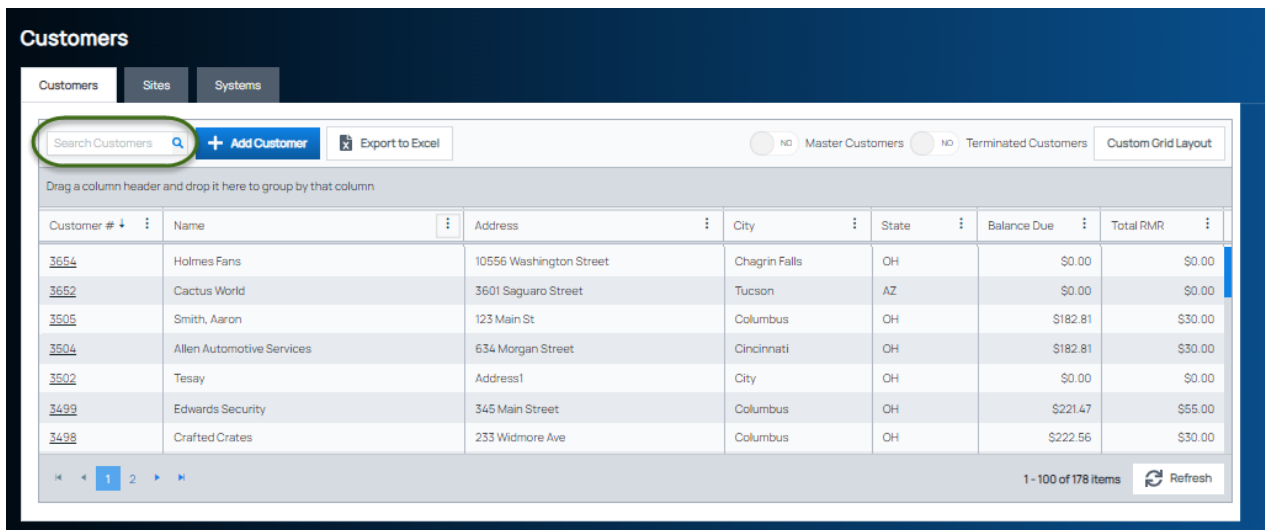 Customers
Customers Sites Systems
Search Customers + Add Customer Export to Excel NO Master Customers NO Terminated Customers Custom Grid Layout
Drag a column header and drop it here to group by that column
Customer # ↓ Name Address City State Balance Due Total RMR
3654 Holmes Fans 10556 Washington Street Chagrin Falls OH $0.00 $0.00
3652 Cactus World 3601 Saguaro Street Tucson AZ $0.00 $0.00
3505 Smith, Aaron 123 Main St Columbus OH $182.81 $30.00
3504 Allen Automotive Services 634 Morgan Street Cincinnati OH $182.81 $30.00
3502 Tesay Address1 City OH $0.00 $0.00
3499 Edwards Security 345 Main Street Columbus OH $221.47 $55.00
3498 Crafted Crates 233 Widmore Ave Columbus OH $222.56 $30.00
1 2 1 - 100 of 178 items Refresh